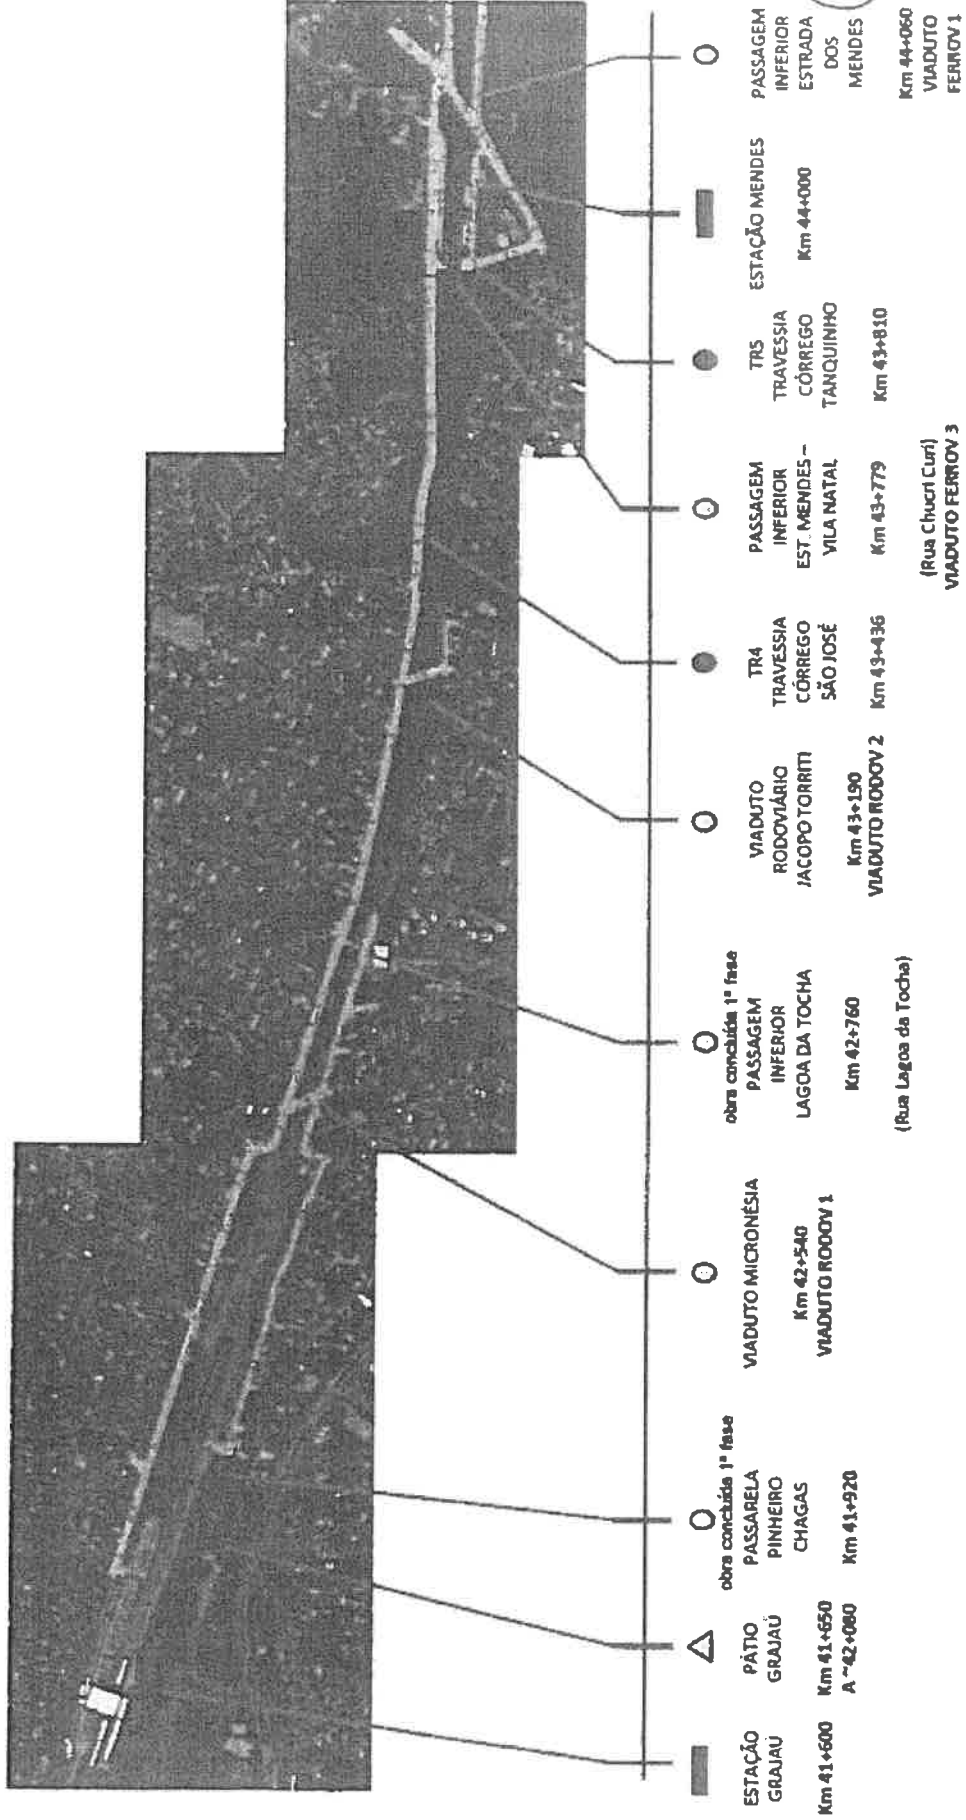 ESTAÇÃO
GRAJAÚ
Km 41+600
PÁTIO
GRAJAÚ
Km 41+650
A ~42+080
obra concluída 1ª fase
PASSARELA
PINHEIRO
CHAGAS
Km 41+920
VIADUTO MICRONÉSIA
Km 42+540
VIADUTO RODOV 1
obra concluída 1ª fase
PASSAGEM
INFERIOR
LAGOA DA TOCHA
Km 42+760
(Rua Lagoa da Tocha)
VIADUTO
RODOVIÁRIO
JACOPO TORRITI
Km 43+190
VIADUTO RODOV 2
TR4
TRAVESSIA
CÓRREGO
SÃO JOSÉ
Km 43+436
PASSAGEM
INFERIOR
EST. MENDES –
VILA NATAL
Km 43+779
(Rua Chucri Curi)
VIADUTO FERROV 3
TR5
TRAVESSIA
CÓRREGO
TANQUINHO
Km 43+810
ESTAÇÃO MENDES
Km 44+000
PASSAGEM
INFERIOR
ESTRADA
DOS
MENDES
Km 44+060
VIADUTO
FERROV 1